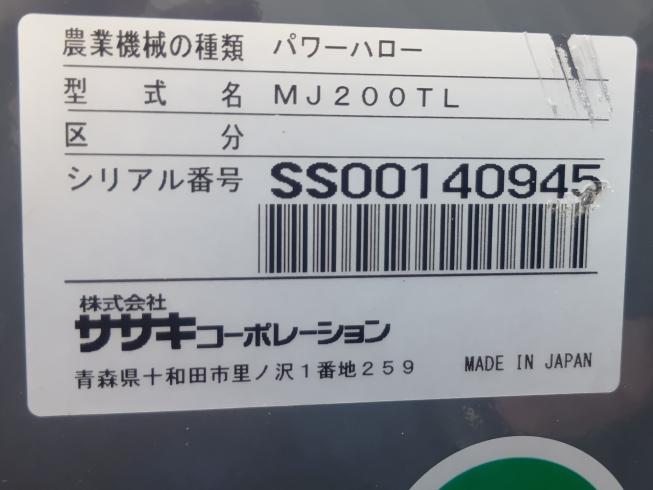 農業機械の種類 パワーハロー
型式名 ＭＪ２００ＴＬ
区分
シリアル番号 SS00140945
株式会社
ササキコーポレーション
青森県十和田市里ノ沢１番地２５９ MADE IN JAPAN